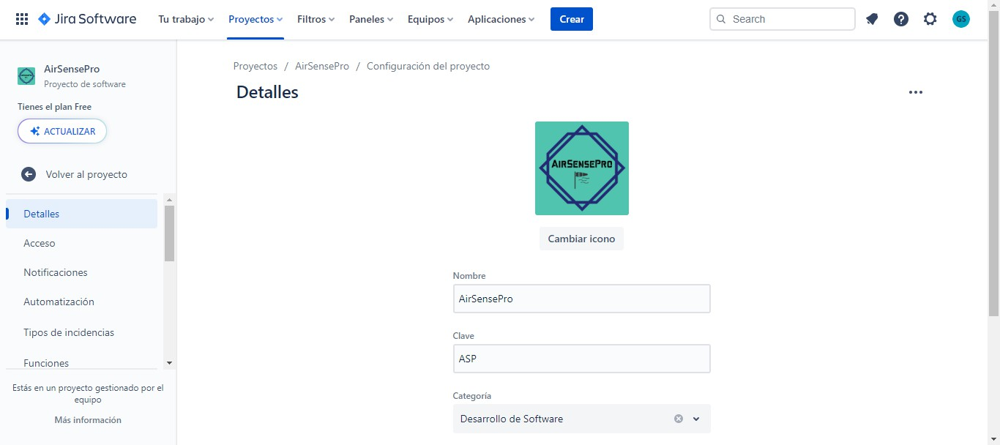 Jira Software
Tu trabajo
Proyectos
Filtros
Paneles
Equipos
Aplicaciones
Crear
Search
GS
AirSensePro
Proyecto de software
Tienes el plan Free
ACTUALIZAR
Volver al proyecto
Detalles
Acceso
Notificaciones
Automatización
Tipos de incidencias
Funciones
Estás en un proyecto gestionado por el
equipo
Más información
Proyectos / AirSensePro / Configuración del proyecto
Detalles
AIRSENSEPRO
Cambiar icono
Nombre
AirSensePro
Clave
ASP
Categoría
Desarrollo de Software